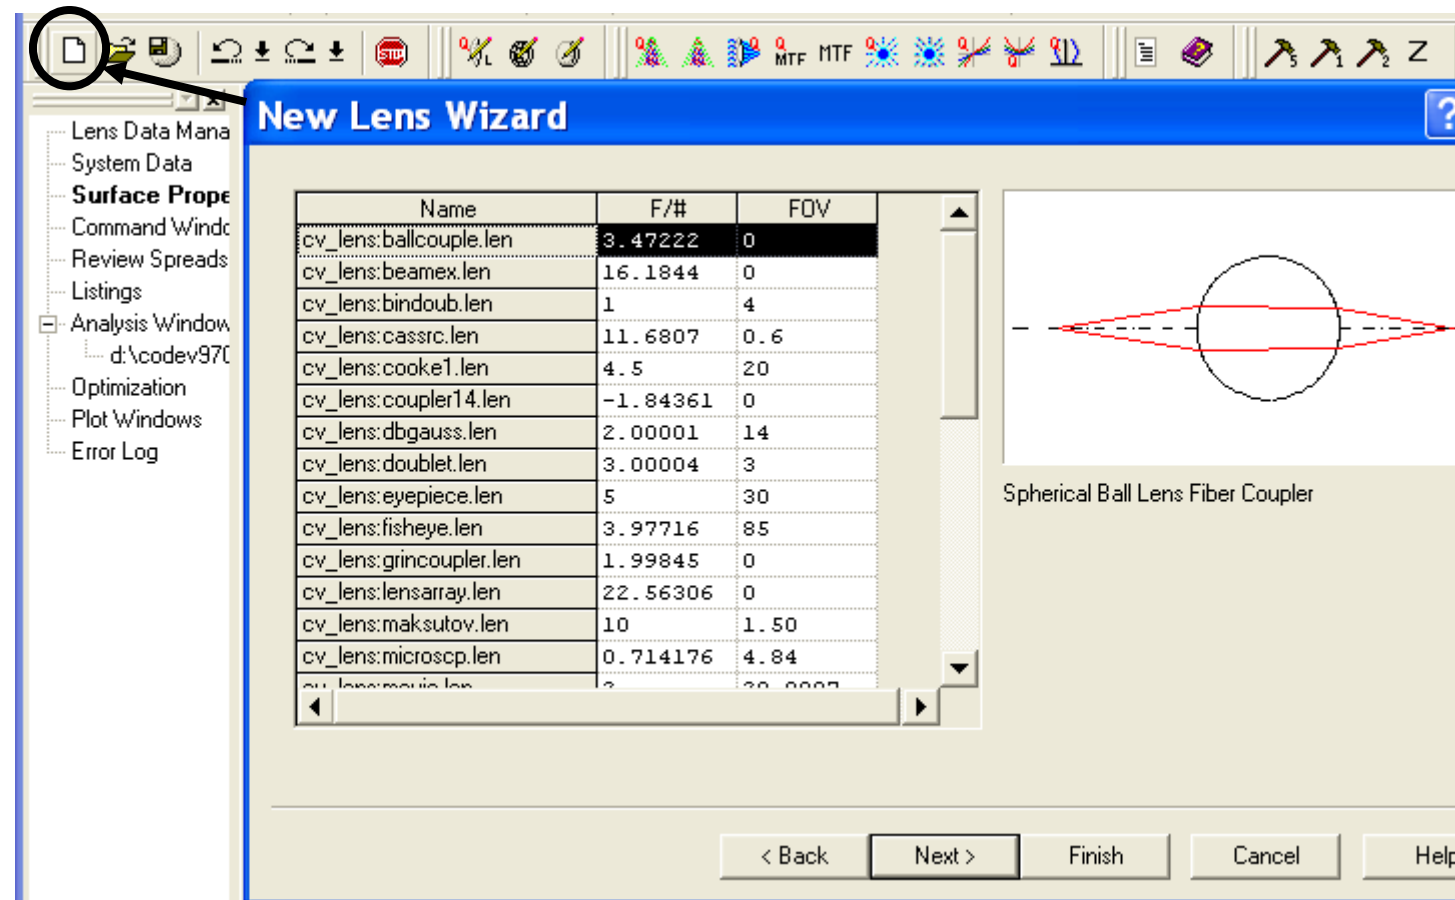 STOP
L
MTF MTF
5 1 2 Z
New Lens Wizard ?
Lens Data Mana
System Data
Surface Prope
Command Windo
Review Spreads
Listings
Analysis Window
d:\codev970
Optimization
Plot Windows
Error Log
Name F/# FOV
cv_lens:ballcouple.len 3.47222 0
cv_lens:beamex.len 16.1844 0
cv_lens:bindoub.len 1 4
cv_lens:cassrc.len 11.6807 0.6
cv_lens:cooke1.len 4.5 20
cv_lens:coupler14.len -1.84361 0
cv_lens:dbgauss.len 2.00001 14
cv_lens:doublet.len 3.00004 3
cv_lens:eyepiece.len 5 30
cv_lens:fisheye.len 3.97716 85
cv_lens:grincoupler.len 1.99845 0
cv_lens:lensarray.len 22.56306 0
cv_lens:maksutov.len 10 1.50
cv_lens:microscp.len 0.714176 4.84
Spherical Ball Lens Fiber Coupler
< Back Next > Finish Cancel Help